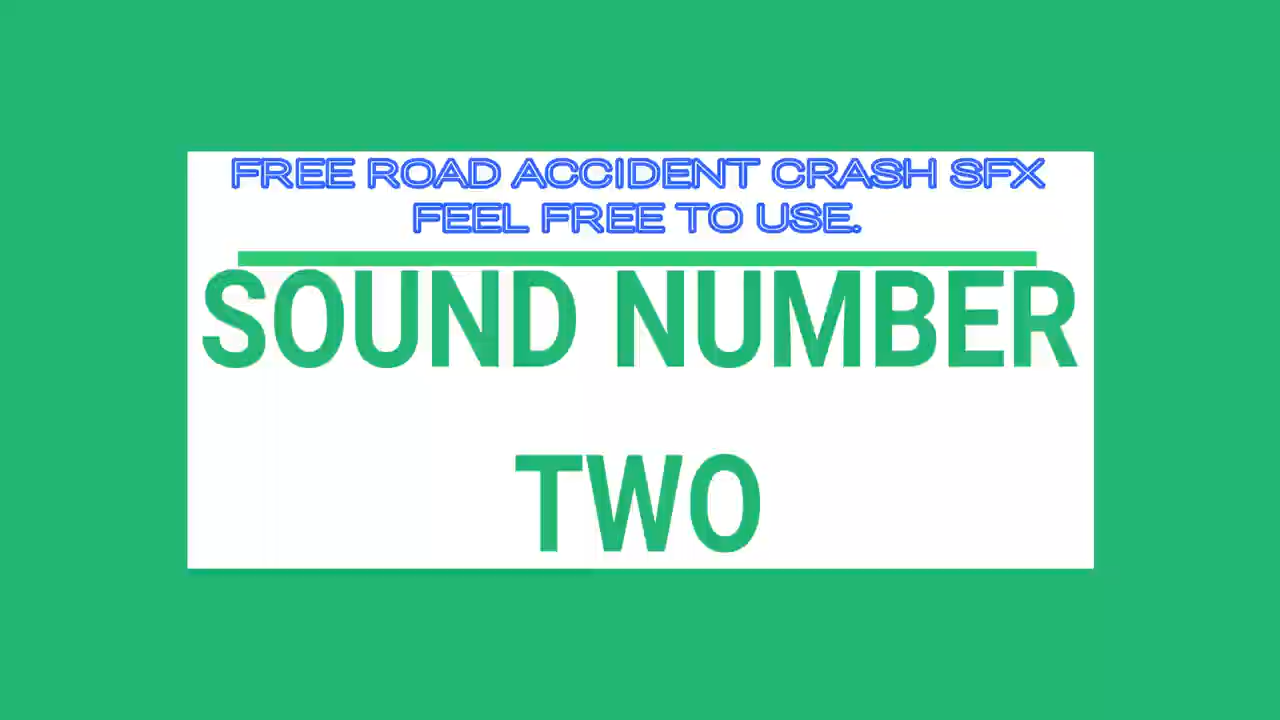 FREE ROAD ACCIDENT CRASH SFX
FEEL FREE TO USE.
SOUND NUMBER
TWO